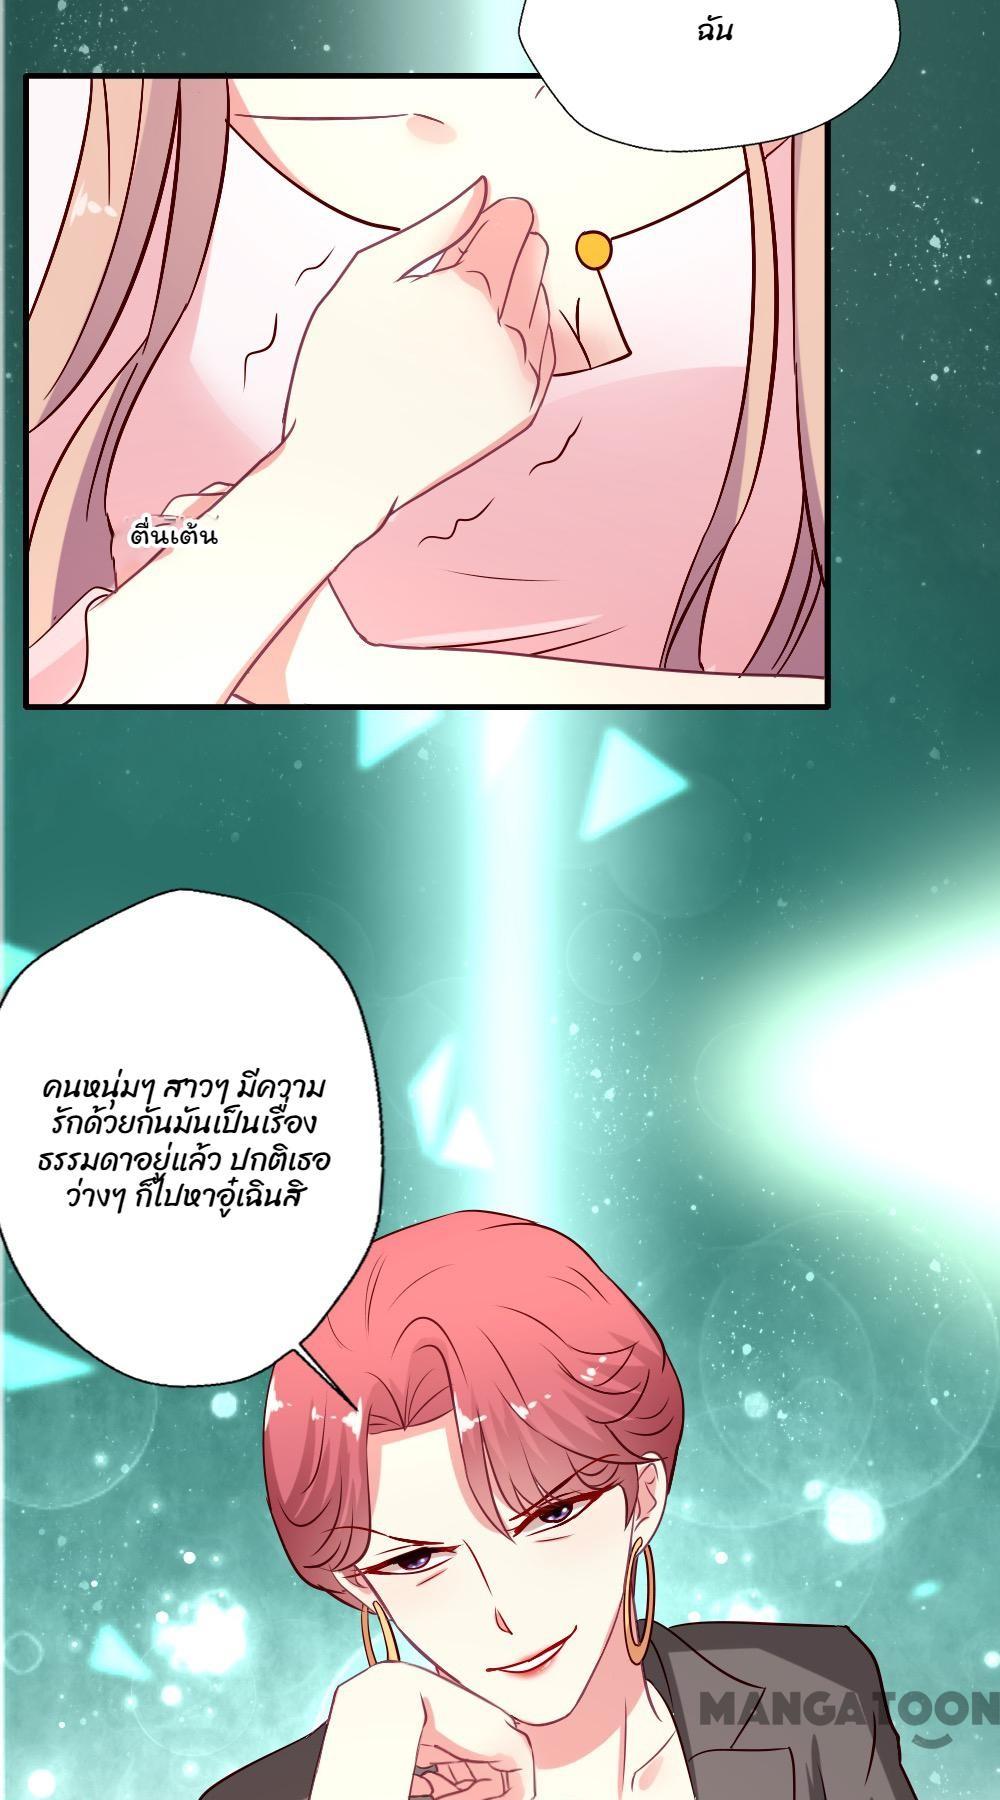 ฉัน
ตื่นเต้น
คนหนุ่มๆ สาวๆ มีความ
รักด้วยกันมันเป็นเรื่อง
ธรรมดาอยู่แล้ว ปกติเธอ
ว่างๆ ก็ไปหาอู๋เฉินสิ
MANGATOON